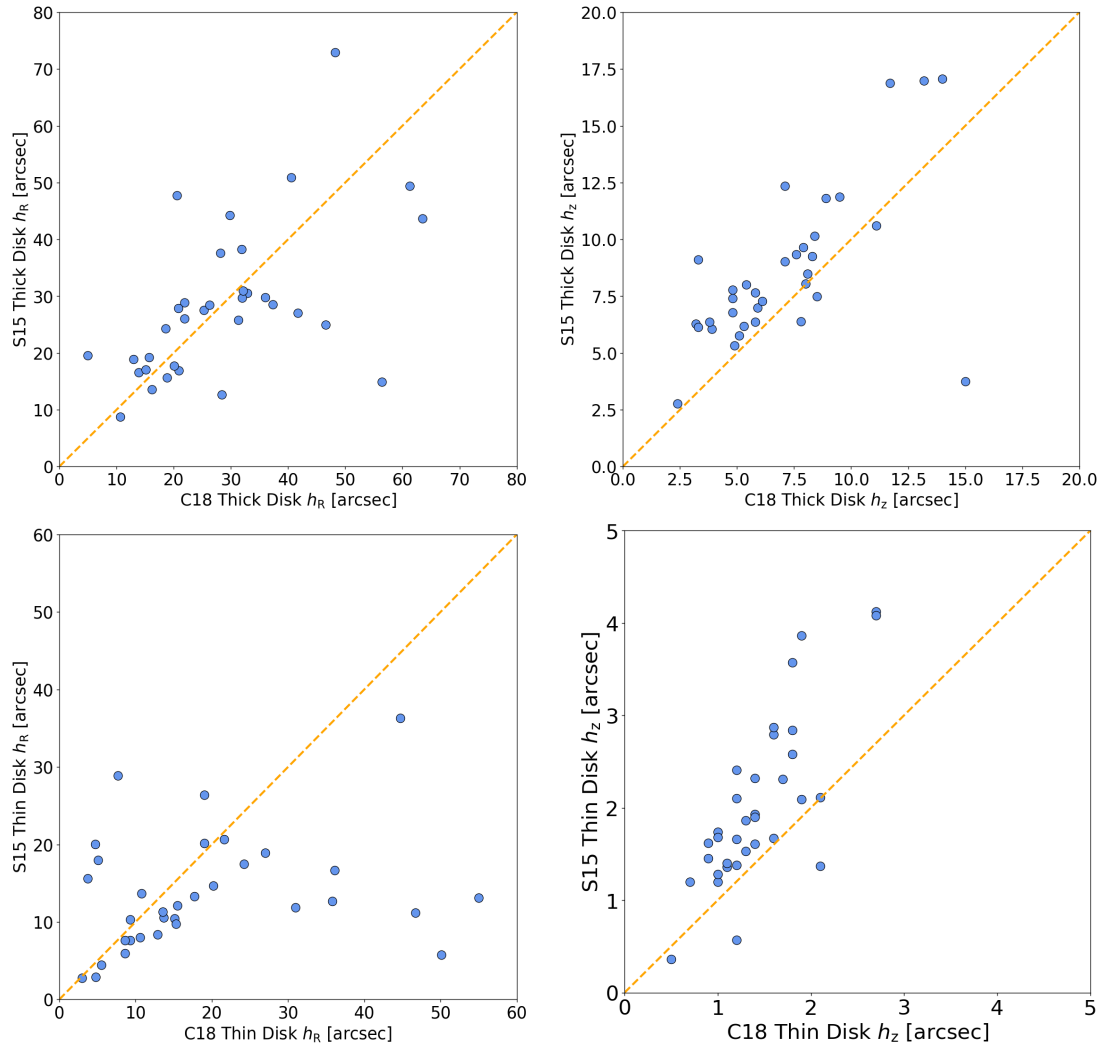 80
70
60
50
40
30
20
10
0
S15 Thick Disk h_R [arcsec]
0 10 20 30 40 50 60 70 80
C18 Thick Disk h_R [arcsec]
20.0
17.5
15.0
12.5
10.0
7.5
5.0
2.5
0.0
S15 Thick Disk h_z [arcsec]
0.0 2.5 5.0 7.5 10.0 12.5 15.0 17.5 20.0
C18 Thick Disk h_z [arcsec]
60
50
40
30
20
10
0
S15 Thin Disk h_R [arcsec]
0 10 20 30 40 50 60
C18 Thin Disk h_R [arcsec]
5
4
3
2
1
0
S15 Thin Disk h_z [arcsec]
0 1 2 3 4 5
C18 Thin Disk h_z [arcsec]